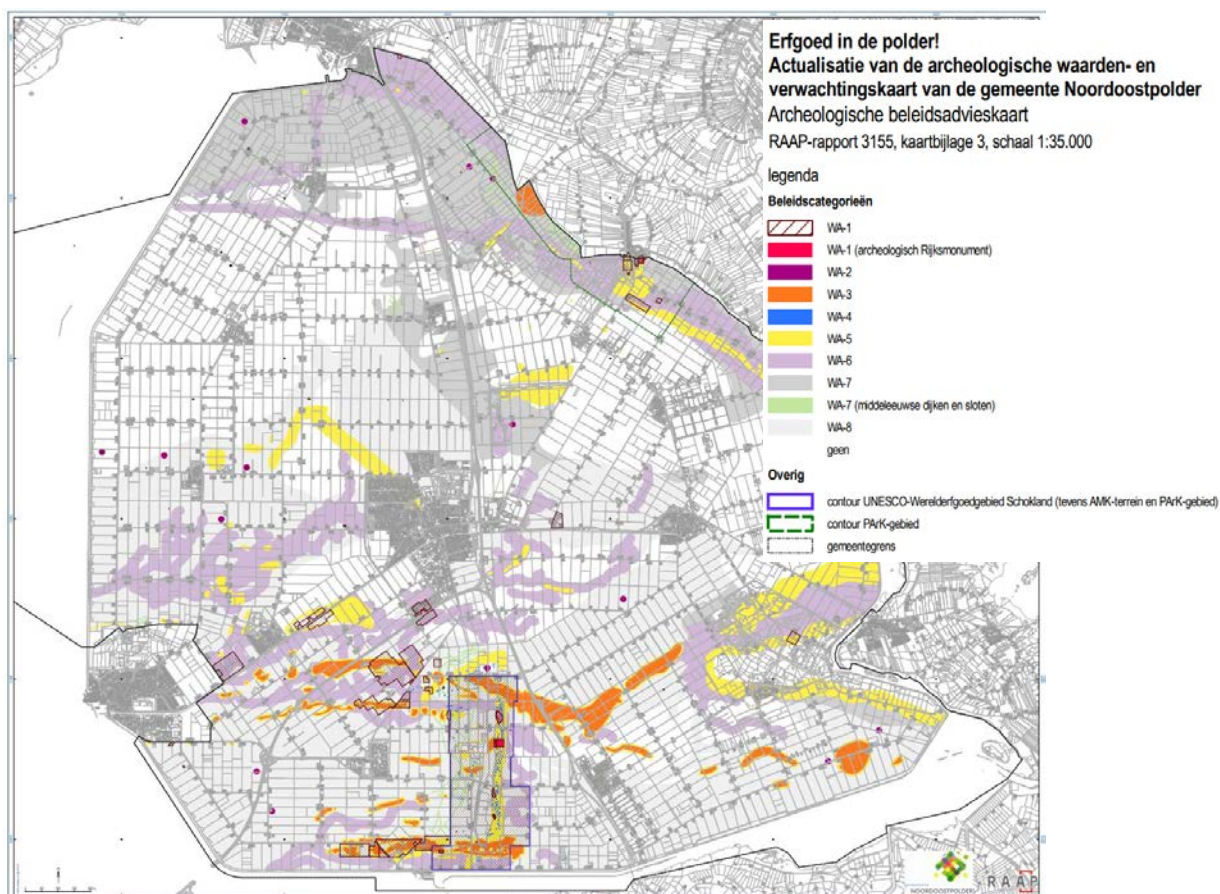 Erfgoed in de polder!
Actualisatie van de archeologische waarden- en
verwachtingskaart van de gemeente Noordoostpolder
Archeologische beleidsadvieskaart
RAAP-rapport 3155, kaartbijlage 3, schaal 1:35.000
legenda
Beleidscategorieën
WA-1
WA-1 (archeologisch Rijksmonument)
WA-2
WA-3
WA-4
WA-5
WA-6
WA-7
WA-7 (middeleeuwse dijken en sloten)
WA-8
geen
Overig
contour UNESCO-Werelderfgoedgebied Schokland (tevens AMK-terrein en PArK-gebied)
contour PArK-gebied
gemeentegrens
NOORDOOSTPOLDER
RAAP